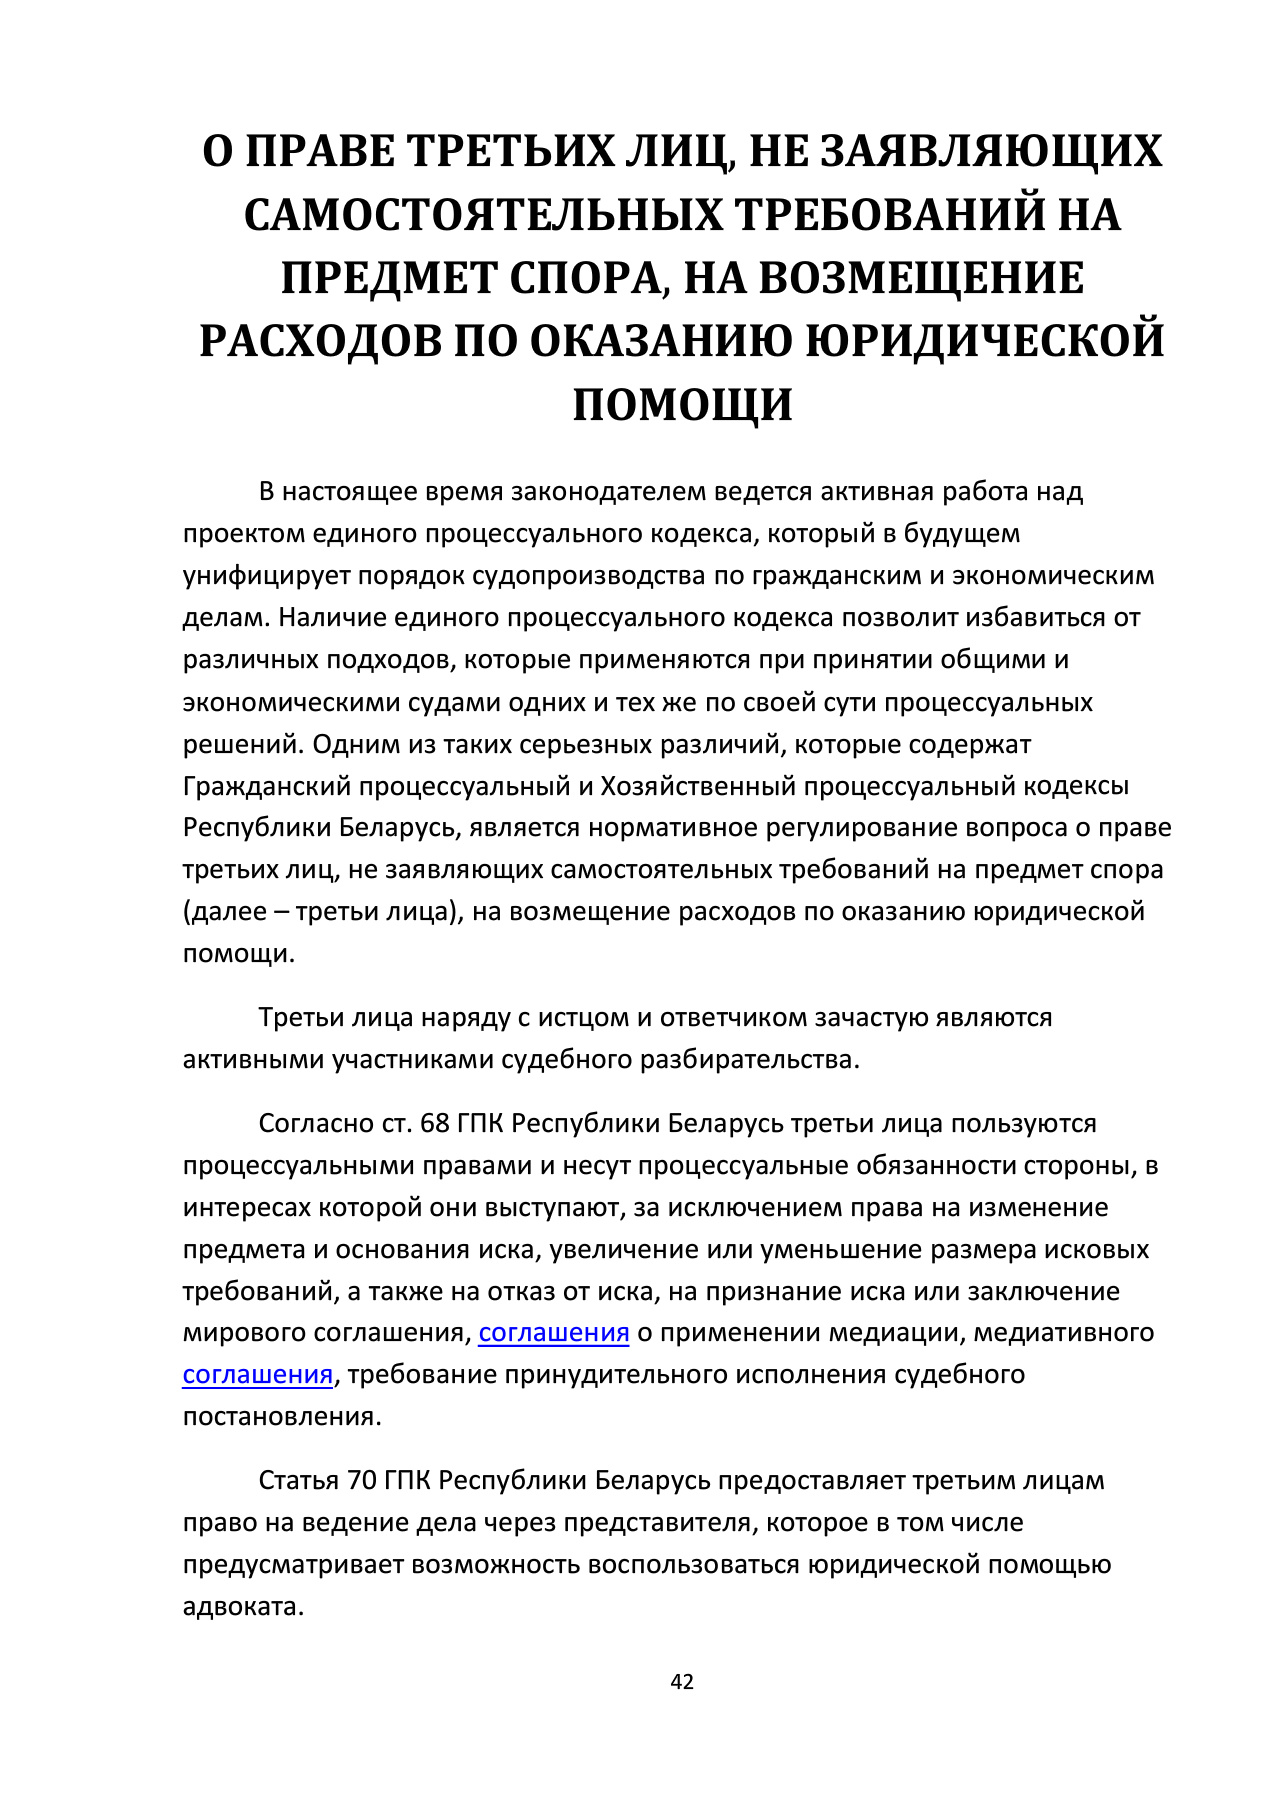 О ПРАВЕ ТРЕТЬИХ ЛИЦ, НЕ ЗАЯВЛЯЮЩИХ
САМОСТОЯТЕЛЬНЫХ ТРЕБОВАНИЙ НА
ПРЕДМЕТ СПОРА, НА ВОЗМЕЩЕНИЕ
РАСХОДОВ ПО ОКАЗАНИЮ ЮРИДИЧЕСКОЙ
ПОМОЩИ
В настоящее время законодателем ведется активная работа над
проектом единого процессуального кодекса, который в будущем
унифицирует порядок судопроизводства по гражданским и экономическим
делам. Наличие единого процессуального кодекса позволит избавиться от
различных подходов, которые применяются при принятии общими и
экономическими судами одних и тех же по своей сути процессуальных
решений. Одним из таких серьезных различий, которые содержат
Гражданский процессуальный и Хозяйственный процессуальный кодексы
Республики Беларусь, является нормативное регулирование вопроса о праве
третьих лиц, не заявляющих самостоятельных требований на предмет спора
(далее – третьи лица), на возмещение расходов по оказанию юридической
помощи.
Третьи лица наряду с истцом и ответчиком зачастую являются
активными участниками судебного разбирательства.
Согласно ст. 68 ГПК Республики Беларусь третьи лица пользуются
процессуальными правами и несут процессуальные обязанности стороны, в
интересах которой они выступают, за исключением права на изменение
предмета и основания иска, увеличение или уменьшение размера исковых
требований, а также на отказ от иска, на признание иска или заключение
мирового соглашения, соглашения о применении медиации, медиативного
соглашения, требование принудительного исполнения судебного
постановления.
Статья 70 ГПК Республики Беларусь предоставляет третьим лицам
право на ведение дела через представителя, которое в том числе
предусматривает возможность воспользоваться юридической помощью
адвоката.
42